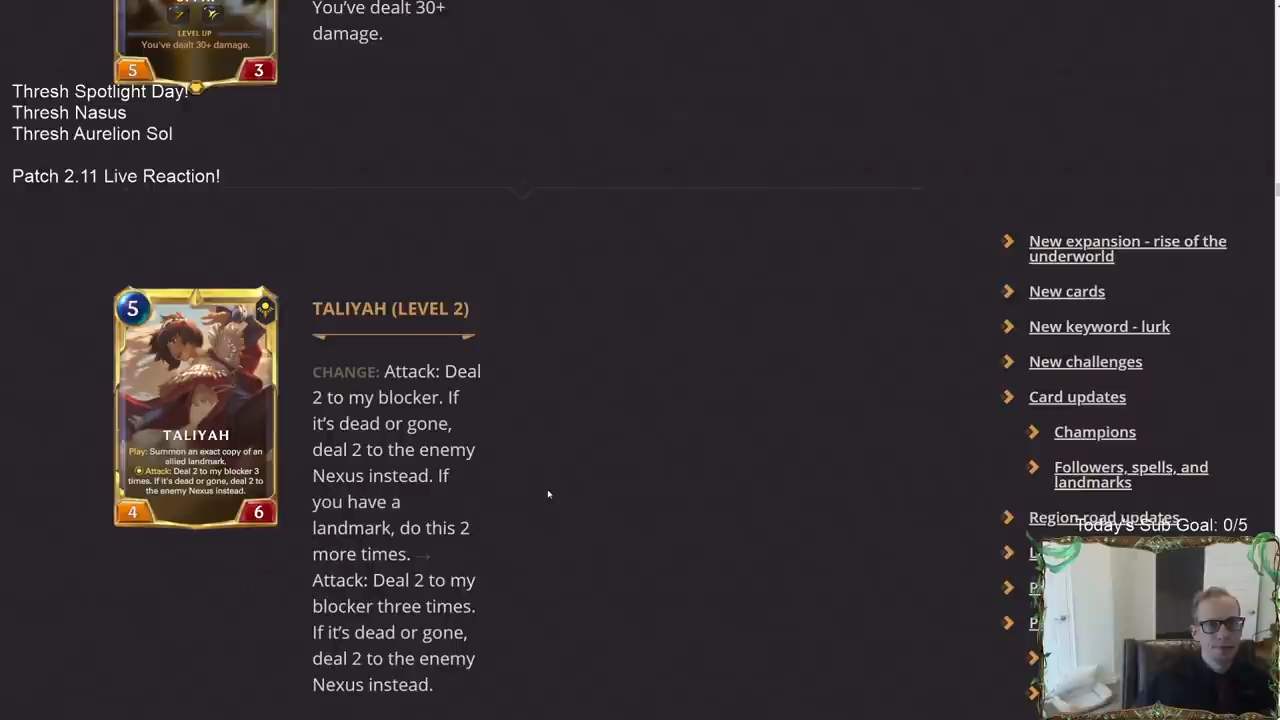 You've dealt 30+
damage.
LEVEL UP
You've dealt 30+ damage.
5
3
Thresh Spotlight Day!
Thresh Nasus
Thresh Aurelion Sol
Patch 2.11 Live Reaction!
5
TALIYAH
Play: Summon an exact copy of an
allied landmark.
Attack: Deal 2 to my blocker 3
times. If it's dead or gone, deal 2 to
the enemy Nexus instead.
4
6
TALIYAH (LEVEL 2)
CHANGE: Attack: Deal
2 to my blocker. If
it's dead or gone,
deal 2 to the enemy
Nexus instead. If
you have a
landmark, do this 2
more times. →
Attack: Deal 2 to my
blocker three times.
If it's dead or gone,
deal 2 to the enemy
Nexus instead.
New expansion - rise of the
underworld
New cards
New keyword - lurk
New challenges
Card updates
Champions
Followers, spells, and
landmarks
Region road updates
Today's Sub Goal: 0/5